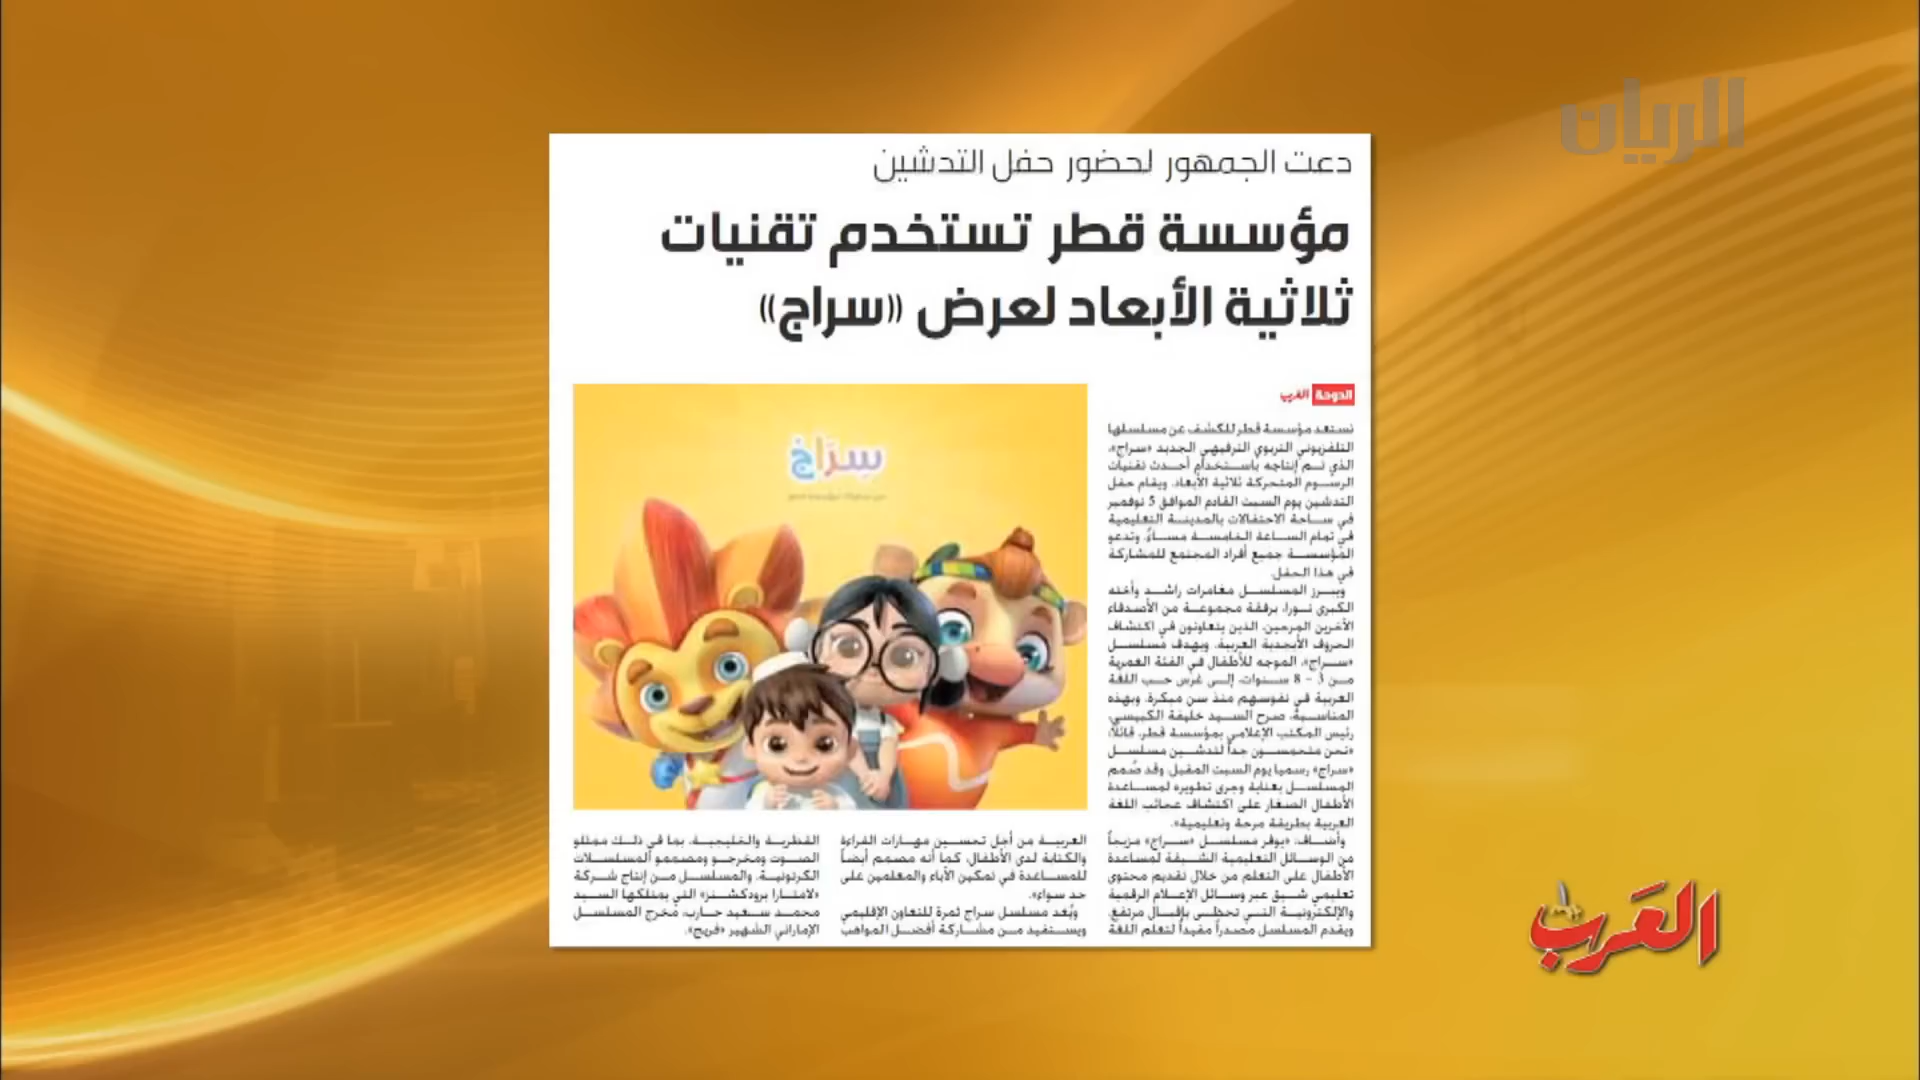 الريان
دعت الجمهور لحضور حفل التدشين
مؤسسة قطر تستخدم تقنيات
ثلاثية الأبعاد لعرض «سراج»
الدوحة العرب
تستعد مؤسسة قطر للكشف عن مسلسلها
التلفزيوني التربوي الترفيهي الجديد «سراج»،
الذي تم إنتاجه باستخدام أحدث تقنيات
الرسوم المتحركة ثلاثية الأبعاد. ويقام حفل
التدشين يوم السبت القادم الموافق 5 نوفمبر
في ساحة الاحتفالات بالمدينة التعليمية
في تمام الساعة الخامسة مساءً، وتدعو
المؤسسة جميع أفراد المجتمع للمشاركة
في هذا الحفل.
ويبرز المسلسل مغامرات راشد وأخته
الكبرى نورا، برفقة مجموعة من الأصدقاء
الآخرين المرحين، الذين يتعاونون في اكتشاف
الحروف الأبجدية العربية. ويهدف مسلسل
«سراج»، الموجه للأطفال في الفئة العمرية
من 3 – 8 سنوات، إلى غرس حب اللغة
العربية في نفوسهم منذ سن مبكرة. وبهذه
المناسبة، صرح السيد خليفة الكبيسي،
رئيس المكتب الإعلامي بمؤسسة قطر، قائلاً:
«نحن متحمسون جداً لتدشين مسلسل
«سراج» رسميا يوم السبت المقبل. وقد صُمم
المسلسل بعناية وجرى تطويره لمساعدة
الأطفال الصغار على اكتشاف عجائب اللغة
العربية بطريقة مرحة وتعليمية».
وأضاف: «يوفر مسلسل «سراج» مزيجاً
من الوسائل التعليمية الشيقة لمساعدة
الأطفال على التعلم من خلال تقديم محتوى
تعليمي شيق عبر وسائل الإعلام الرقمية
والإلكترونية التي تحظى بإقبال مرتفع.
ويقدم المسلسل مصدراً مفيداً لتعلم اللغة
العربية من أجل تحسين مهارات القراءة
والكتابة لدى الأطفال، كما أنه مصمم أيضاً
للمساعدة في تمكين الآباء والمعلمين على
حد سواء».
ويُعد مسلسل سراج ثمرة للتعاون الإقليمي
ويستفيد من مشاركة أفضل المواهب
القطرية والخليجية، بما في ذلك ممثلو
الصوت ومخرجو ومصممو المسلسلات
الكرتونية. والمسلسل من إنتاج شركة
«لامتارا برودكشنز» التي يمتلكها السيد
محمد سعيد حارب، مخرج المسلسل
الإماراتي الشهير «فريج».
سراج
العرب